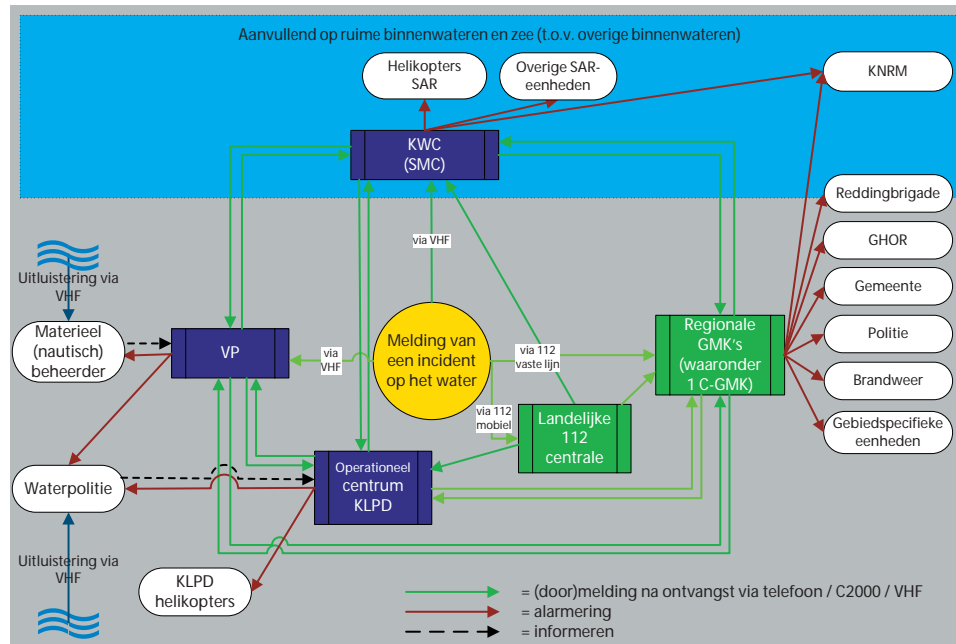 Aanvullend op ruime binnenwateren en zee (t.o.v. overige binnenwateren)
Helikopters
SAR
Overige SAR-
eenheden
KNRM
KWC
(SMC)
Reddingbrigade
GHOR
Gemeente
Politie
Brandweer
Gebiedspecifieke
eenheden
via VHF
Uitluistering via
VHF
Materieel
(nautisch)
beheerder
VP
via
VHF
Melding van
een incident
op het water
via 112
vaste lijn
via 112
mobiel
Regionale
GMK's
(waaronder
1 C-GMK)
Landelijke
112
centrale
Operationeel
centrum
KLPD
Waterpolitie
Uitluistering via
VHF
KLPD
helikopters
= (door)melding na ontvangst via telefoon / C2000 / VHF
= alarmering
= informeren